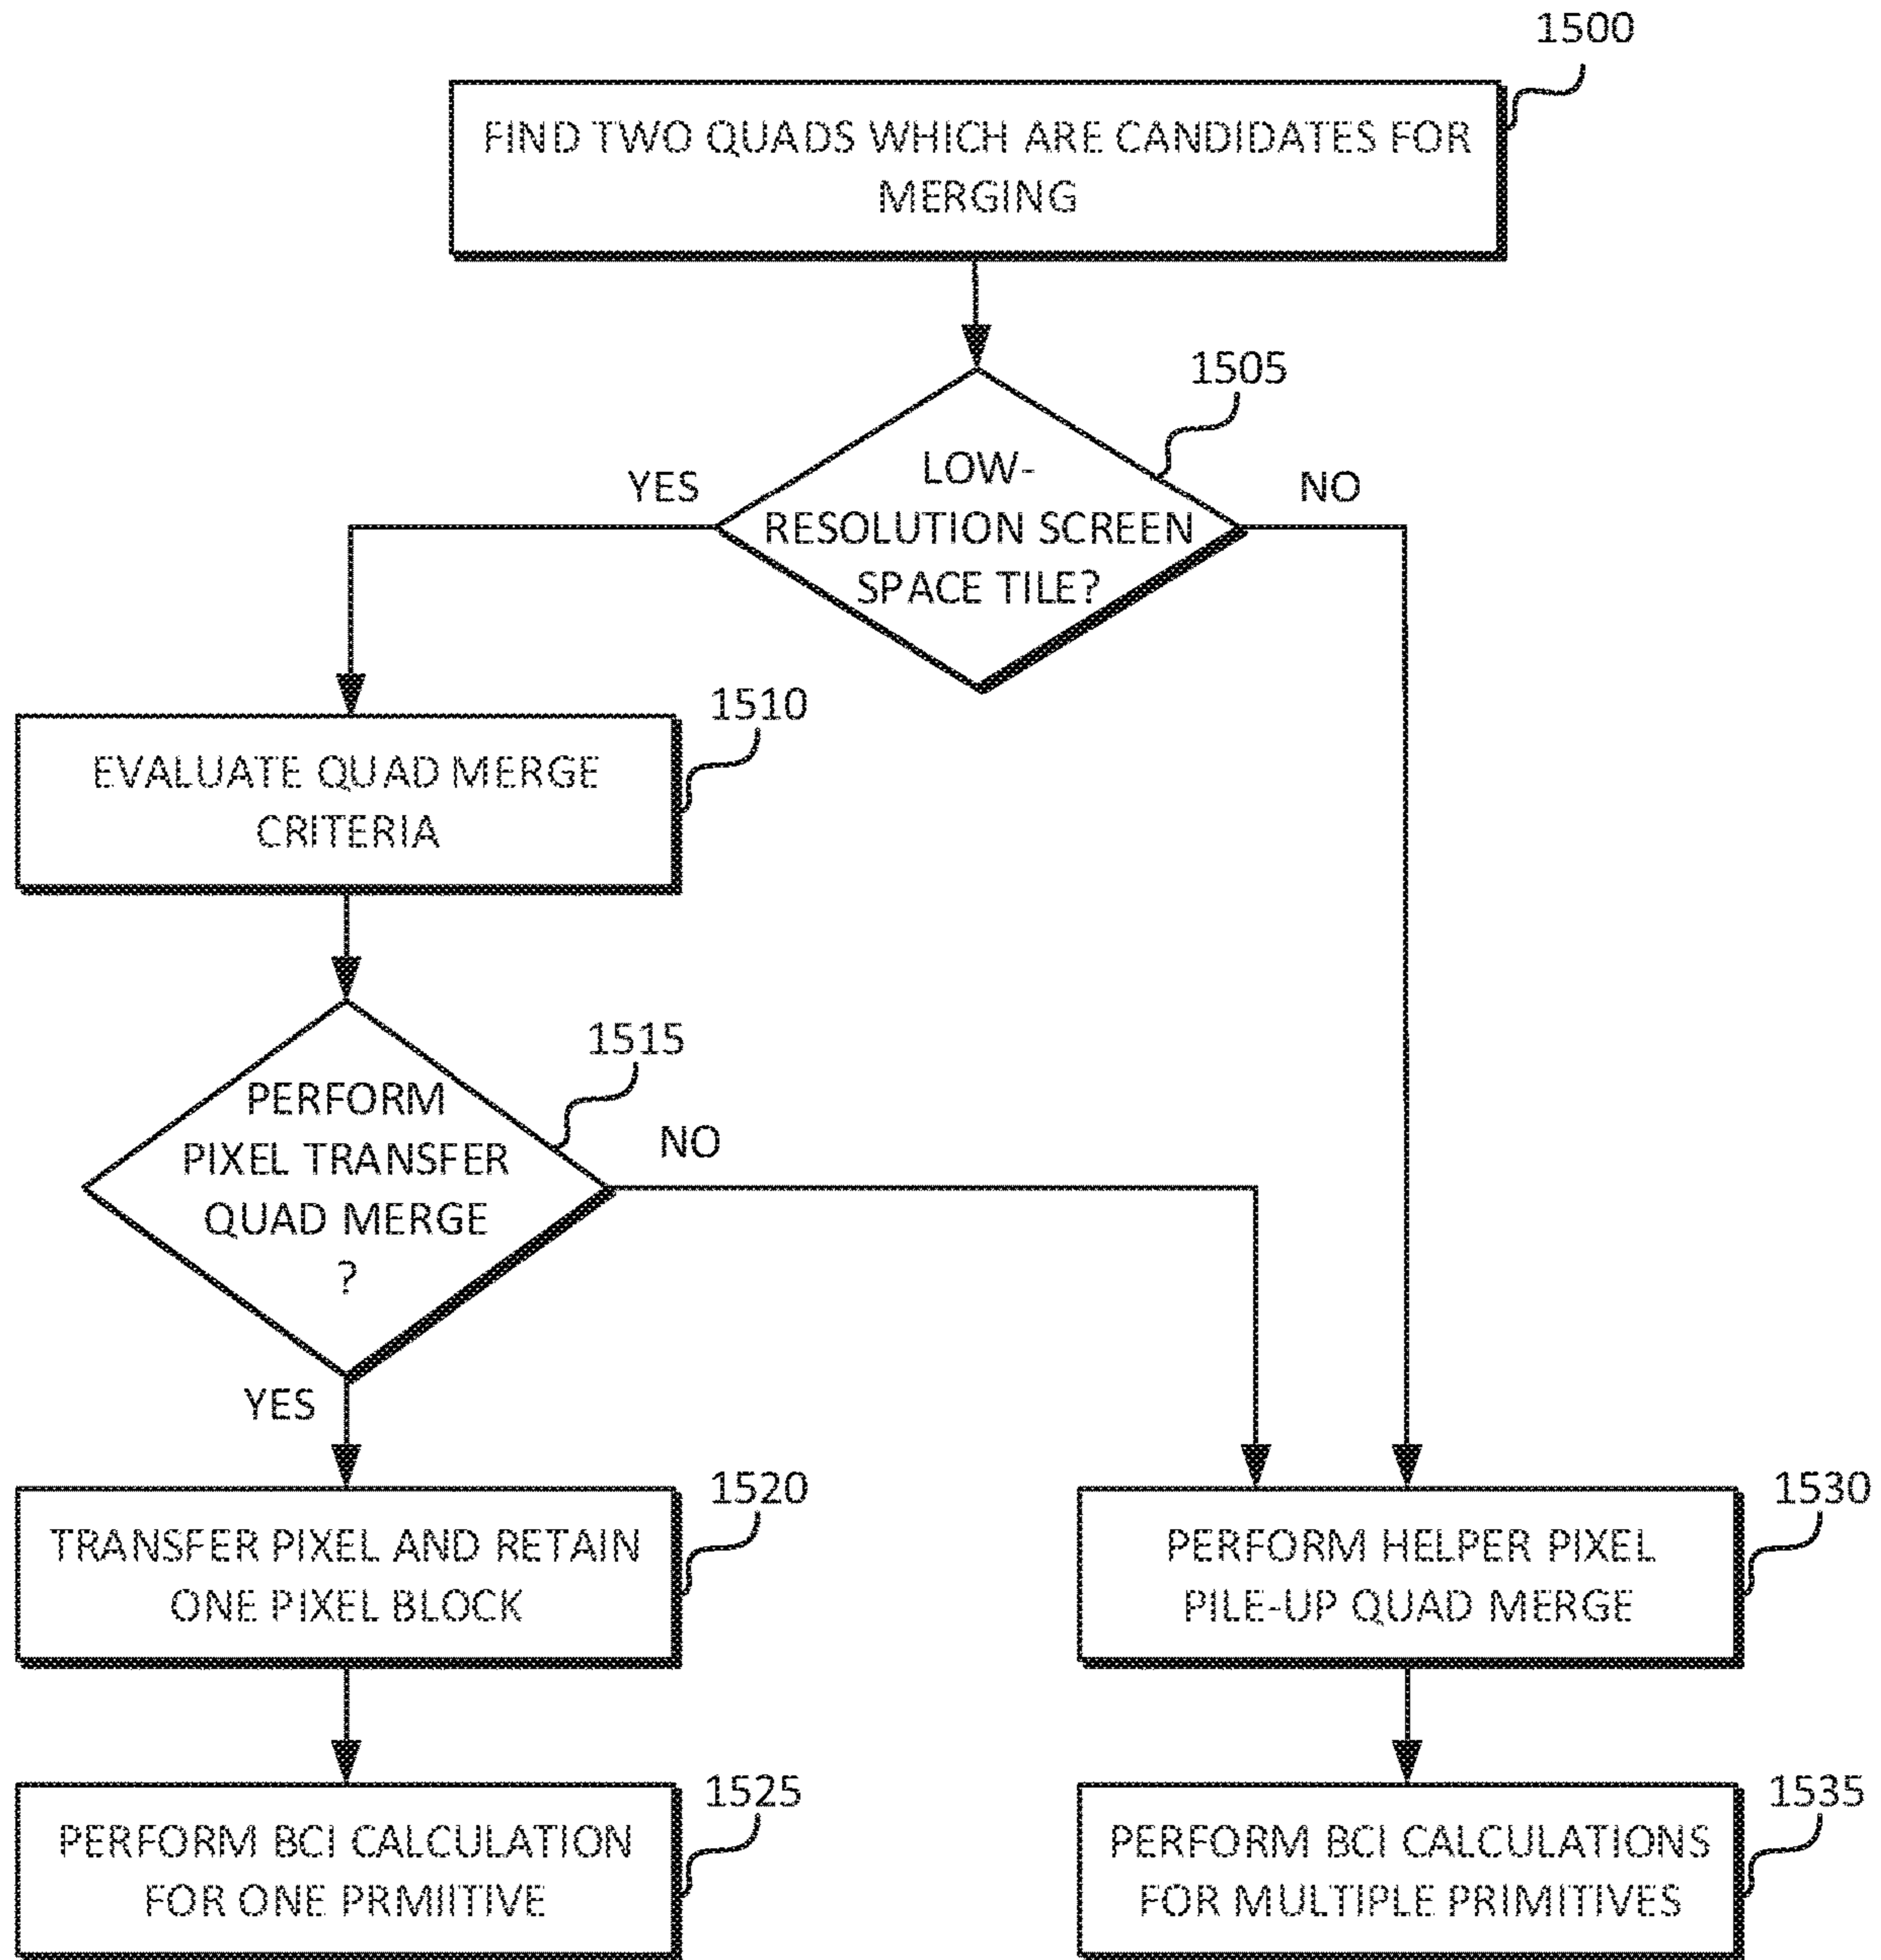 1500
FIND TWO QUADS WHICH ARE CANDIDATES FOR
MERGING
1505
LOW-
RESOLUTION SCREEN
SPACE TILE?
YES
NO
1510
EVALUATE QUAD MERGE
CRITERIA
1515
PERFORM
PIXEL TRANSFER
QUAD MERGE
?
NO
YES
1520
TRANSFER PIXEL AND RETAIN
ONE PIXEL BLOCK
1530
PERFORM HELPER PIXEL
PILE-UP QUAD MERGE
1525
PERFORM BCI CALCULATION
FOR ONE PRMIITIVE
1535
PERFORM BCI CALCULATIONS
FOR MULTIPLE PRIMITIVES